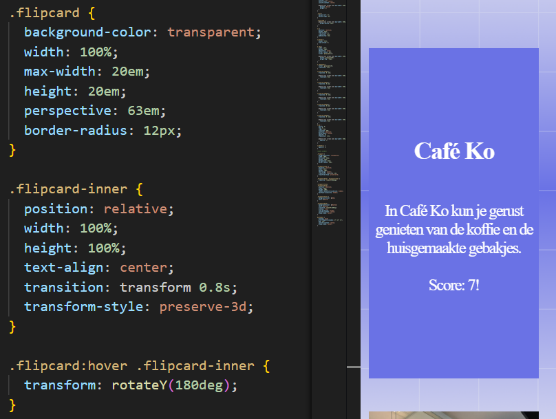 .flipcard {
background-color: transparent;
width: 100%;
max-width: 20em;
height: 20em;
perspective: 63em;
border-radius: 12px;
}
.flipcard-inner {
position: relative;
width: 100%;
height: 100%;
text-align: center;
transition: transform 0.8s;
transform-style: preserve-3d;
}
.flipcard:hover .flipcard-inner {
transform: rotateY(180deg);
}
Café Ko
In Café Ko kun je gerust
genieten van de koffie en de
huisgemaakte gebakjes.
Score: 7!